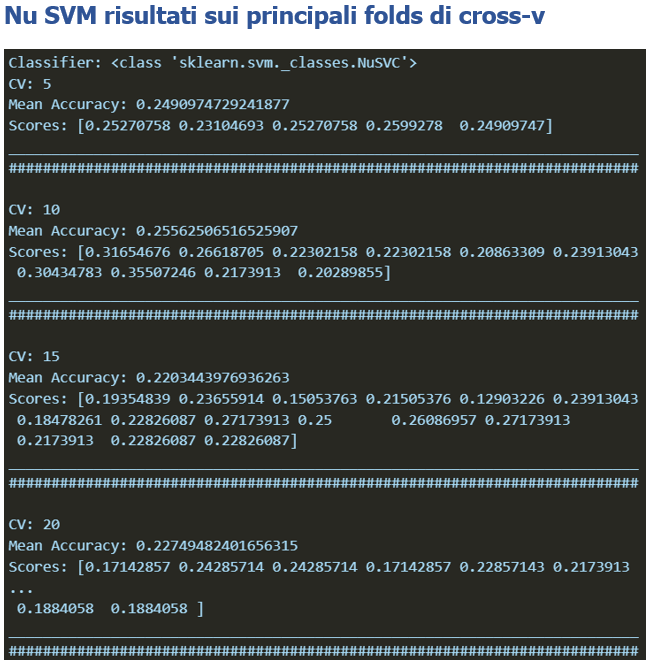 Nu SVM risultati sui principali folds di cross-v
Classifier: <class 'sklearn.svm._classes.NuSVC'>
CV: 5
Mean Accuracy: 0.2490974729241877
Scores: [0.25270758 0.23104693 0.25270758 0.2599278  0.24909747]
___________________________________________________________________________
###########################################################################
CV: 10
Mean Accuracy: 0.25562506516525907
Scores: [0.31654676 0.26618705 0.22302158 0.22302158 0.20863309 0.23913043
 0.30434783 0.35507246 0.2173913  0.20289855]
___________________________________________________________________________
###########################################################################
CV: 15
Mean Accuracy: 0.2203443976936263
Scores: [0.19354839 0.23655914 0.15053763 0.21505376 0.12903226 0.23913043
 0.18478261 0.22826087 0.27173913 0.25       0.26086957 0.27173913
 0.2173913  0.22826087 0.22826087]
___________________________________________________________________________
###########################################################################
CV: 20
Mean Accuracy: 0.22749482401656315
Scores: [0.17142857 0.24285714 0.24285714 0.17142857 0.22857143 0.2173913
...
 0.1884058  0.1884058 ]
___________________________________________________________________________
###########################################################################